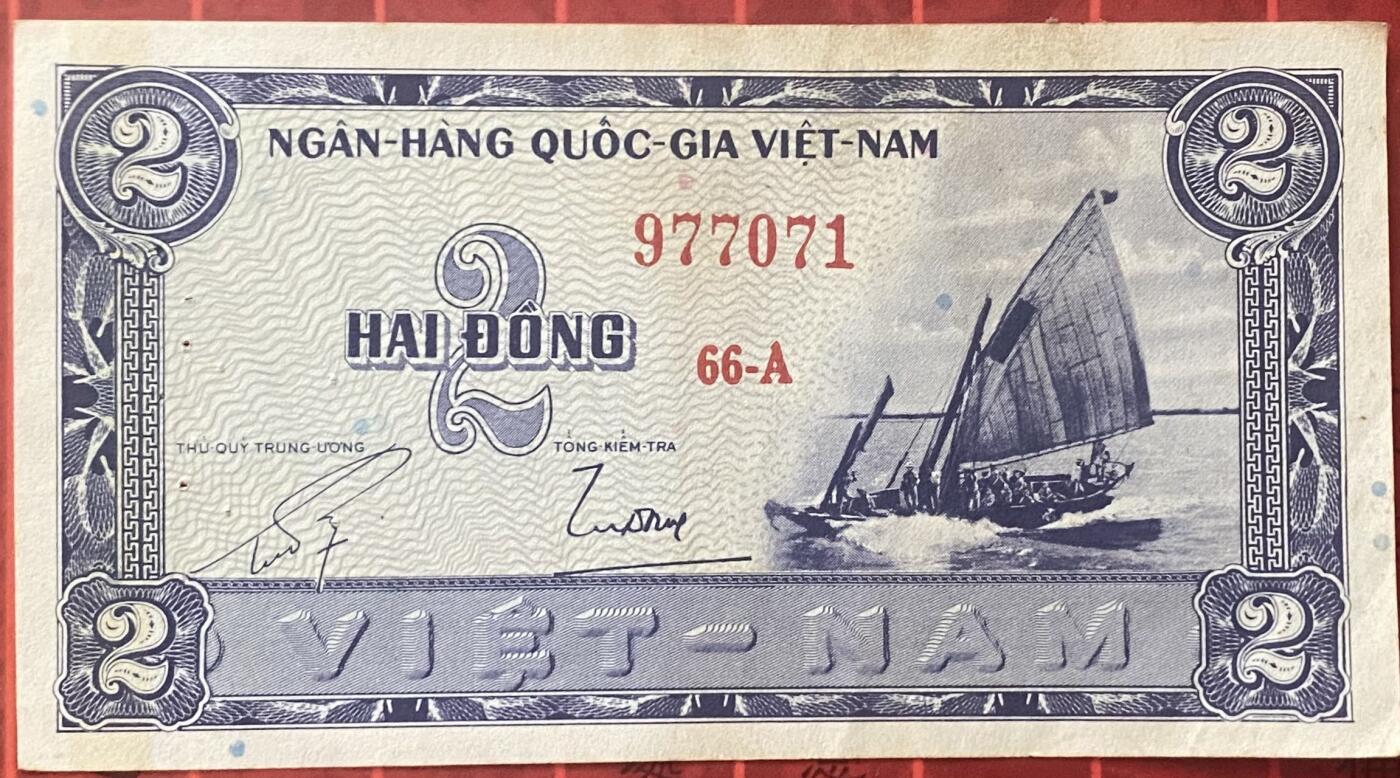 2 2
NGÂN-HÀNG QUỐC-GIA VIỆT-NAM
977071
2
HAI ĐỒNG
66-A
THỦ-QUỸ TRUNG-ƯƠNG TỔNG-KIỂM-TRA
2 VIỆT-NAM 2